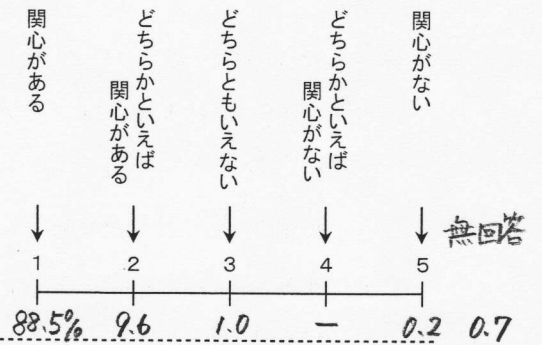 関心がある
どちらかといえば
関心がある
どちらともいえない
どちらかといえば
関心がない
関心がない
無回答
1 2 3 4 5
88.5% 9.6 1.0 — 0.2 0.7